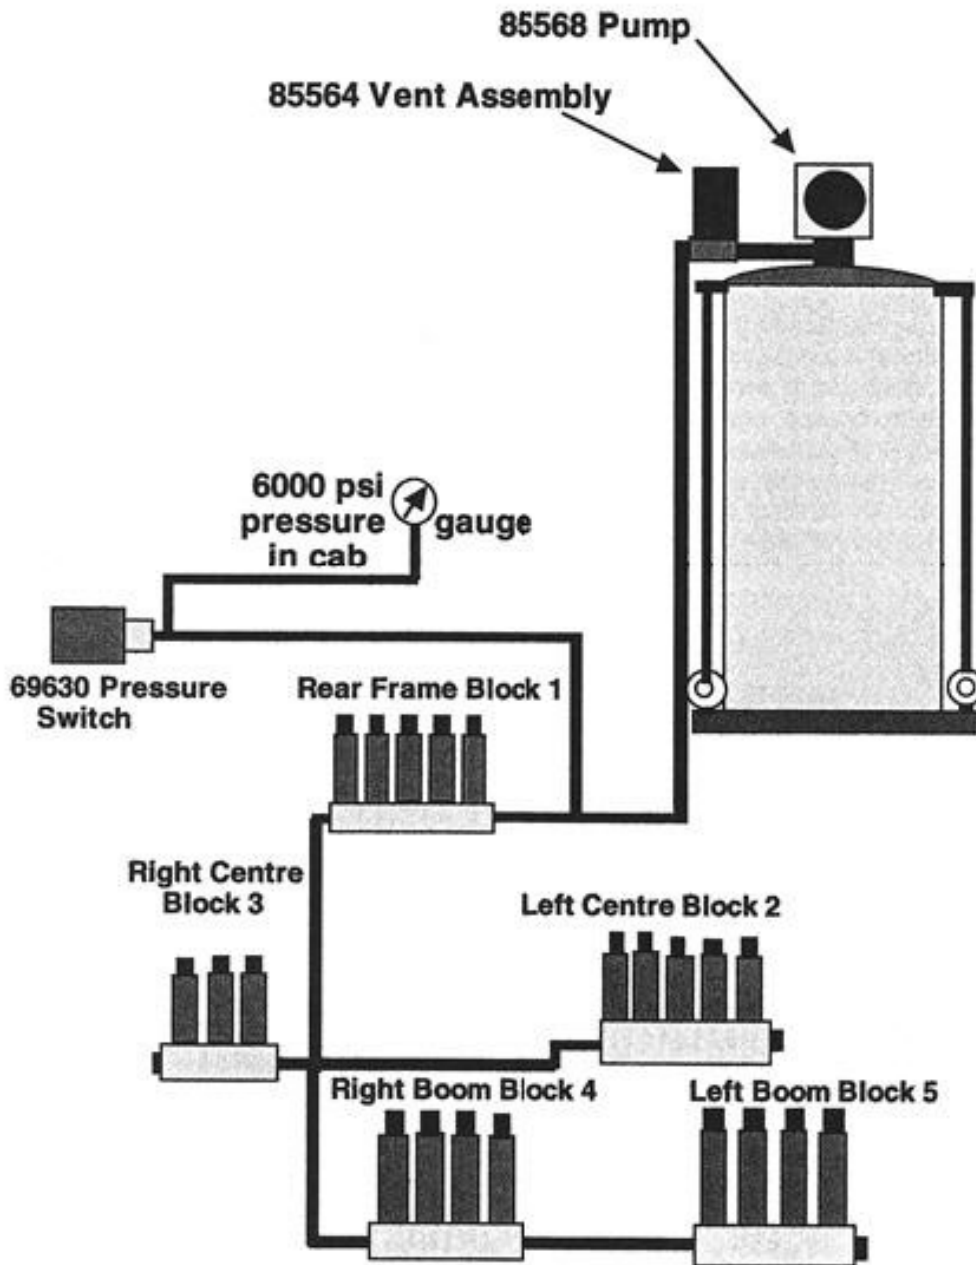 85568 Pump
85564 Vent Assembly
6000 psi
pressure gauge
in cab
69630 Pressure
Switch
Rear Frame Block 1
Right Centre
Block 3
Left Centre Block 2
Right Boom Block 4
Left Boom Block 5